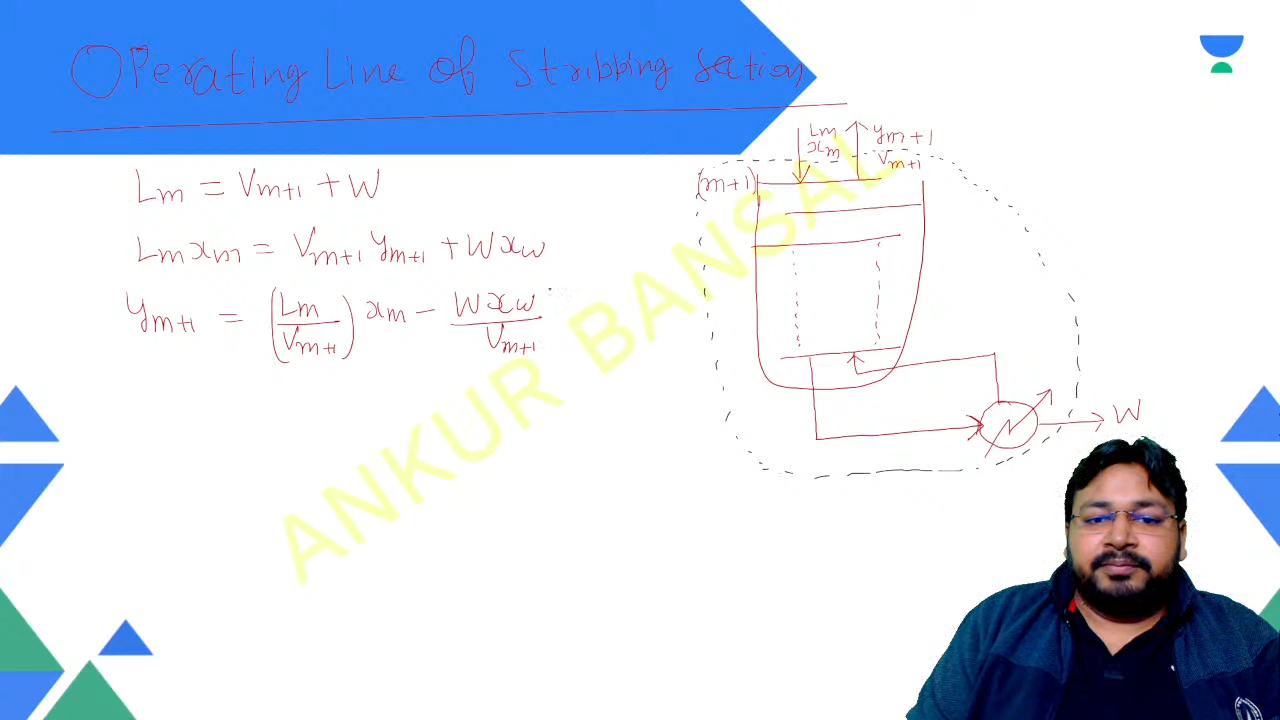 Operating Line of Stribbing section
Lm = Vm+1 + W
Lm xm = Vm+1 ym+1 + W xw
ym+1 = (Lm / Vm+1) xm - W xw / Vm+1
Lm ym+1
xm Vm+1
(m+1)
W
ANKUR BANSAL